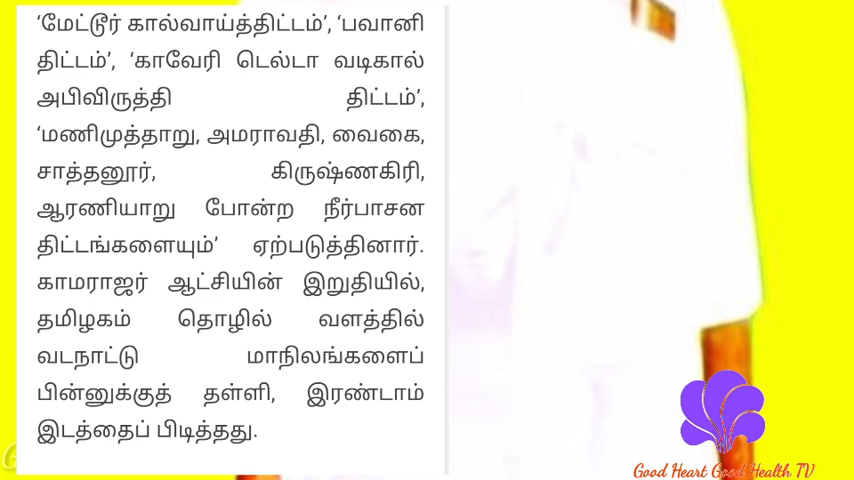 ‘மேட்டூர் கால்வாய்த்திட்டம்’, ‘பவானி
திட்டம்’, ‘காவேரி டெல்டா வடிகால்
அபிவிருத்தி திட்டம்’,
‘மணிமுத்தாறு, அமராவதி, வைகை,
சாத்தனூர், கிருஷ்ணகிரி,
ஆரணியாறு போன்ற நீர்பாசன
திட்டங்களையும்’ ஏற்படுத்தினார்.
காமராஜர் ஆட்சியின் இறுதியில்,
தமிழகம் தொழில் வளத்தில்
வடநாட்டு மாநிலங்களைப்
பின்னுக்குத் தள்ளி, இரண்டாம்
இடத்தைப் பிடித்தது.
Good Heart Good Health TV